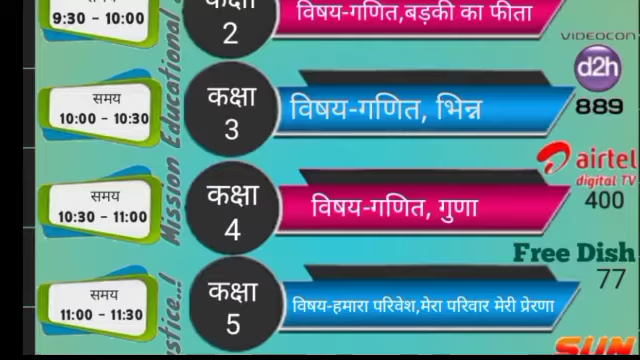 9:30 - 10:00
कक्षा
2
विषय-गणित,बड़की का फीता
VIDEOCON
d2h
889
समय
10:00 - 10:30
कक्षा
3
विषय-गणित, भिन्न
airtel
digital TV
400
समय
10:30 - 11:00
कक्षा
4
विषय-गणित, गुणा
Free Dish
77
समय
11:00 - 11:30
कक्षा
5
विषय-हमारा परिवेश,मेरा परिवार मेरी प्रेरणा
SUN
Mission Educational